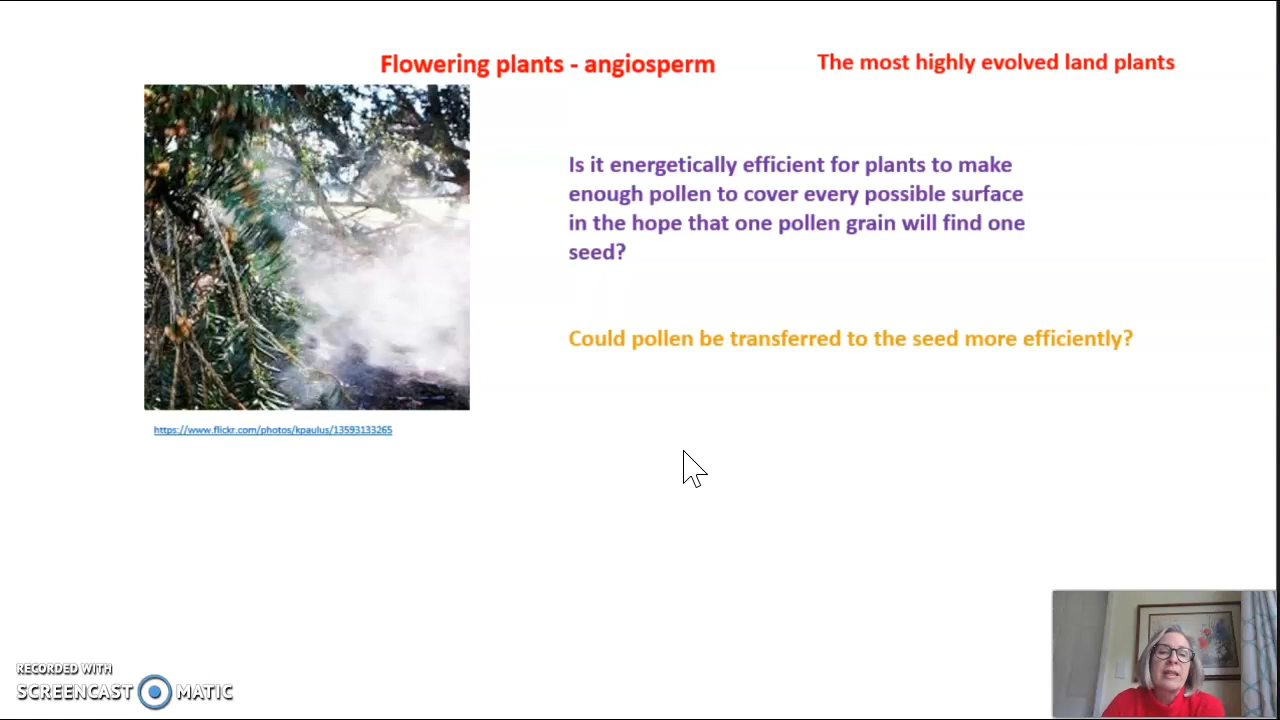 Flowering plants - angiosperm
The most highly evolved land plants
Is it energetically efficient for plants to make
enough pollen to cover every possible surface
in the hope that one pollen grain will find one
seed?
Could pollen be transferred to the seed more efficiently?
https://www.flickr.com/photos/kpaulus/13593133265
RECORDED WITH
SCREENCAST MATIC